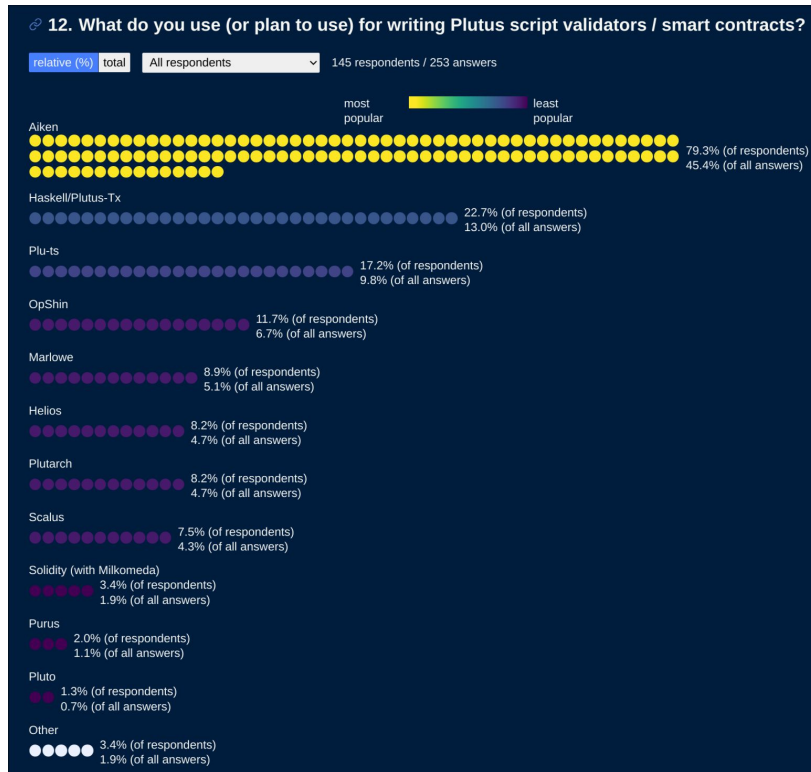 12. What do you use (or plan to use) for writing Plutus script validators / smart contracts?
relative (%) total All respondents 145 respondents / 253 answers
most popular least popular
Aiken
79.3% (of respondents)
45.4% (of all answers)
Haskell/Plutus-Tx
22.7% (of respondents)
13.0% (of all answers)
Plu-ts
17.2% (of respondents)
9.8% (of all answers)
OpShin
11.7% (of respondents)
6.7% (of all answers)
Marlowe
8.9% (of respondents)
5.1% (of all answers)
Helios
8.2% (of respondents)
4.7% (of all answers)
Plutarch
8.2% (of respondents)
4.7% (of all answers)
Scalus
7.5% (of respondents)
4.3% (of all answers)
Solidity (with Milkomeda)
3.4% (of respondents)
1.9% (of all answers)
Purus
2.0% (of respondents)
1.1% (of all answers)
Pluto
1.3% (of respondents)
0.7% (of all answers)
Other
3.4% (of respondents)
1.9% (of all answers)